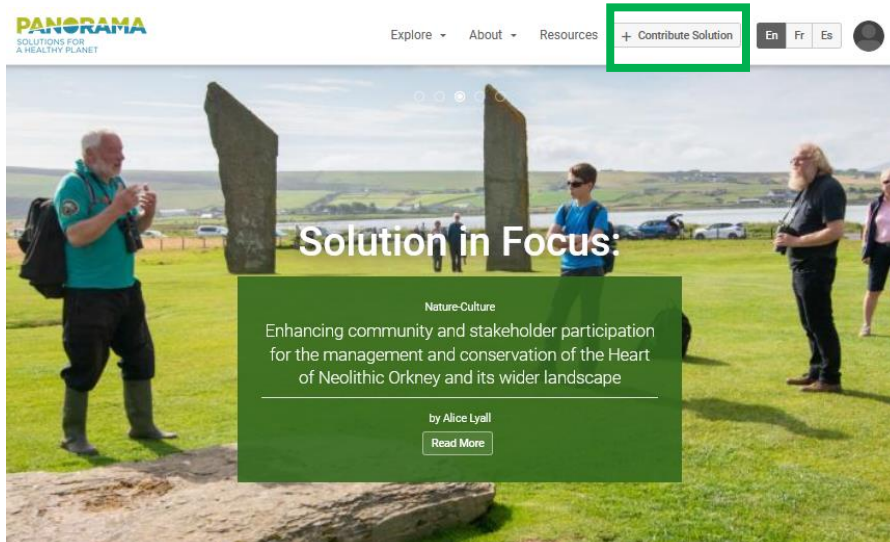 PANORAMA
SOLUTIONS FOR
A HEALTHY PLANET
Explore About Resources + Contribute Solution En Fr Es
Solution in Focus:
Nature-Culture
Enhancing community and stakeholder participation
for the management and conservation of the Heart
of Neolithic Orkney and its wider landscape
by Alice Lyall
Read More